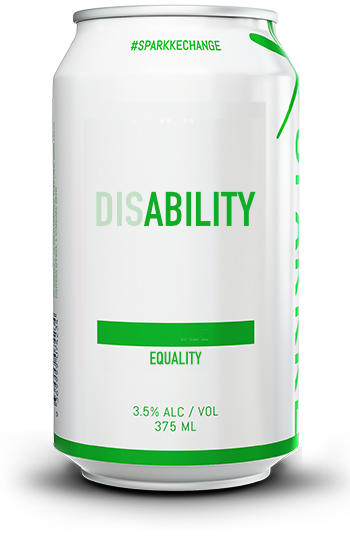 #SPARKKECHANGE
DISABILITY
EQUALITY
3.5% ALC / VOL
375 ML